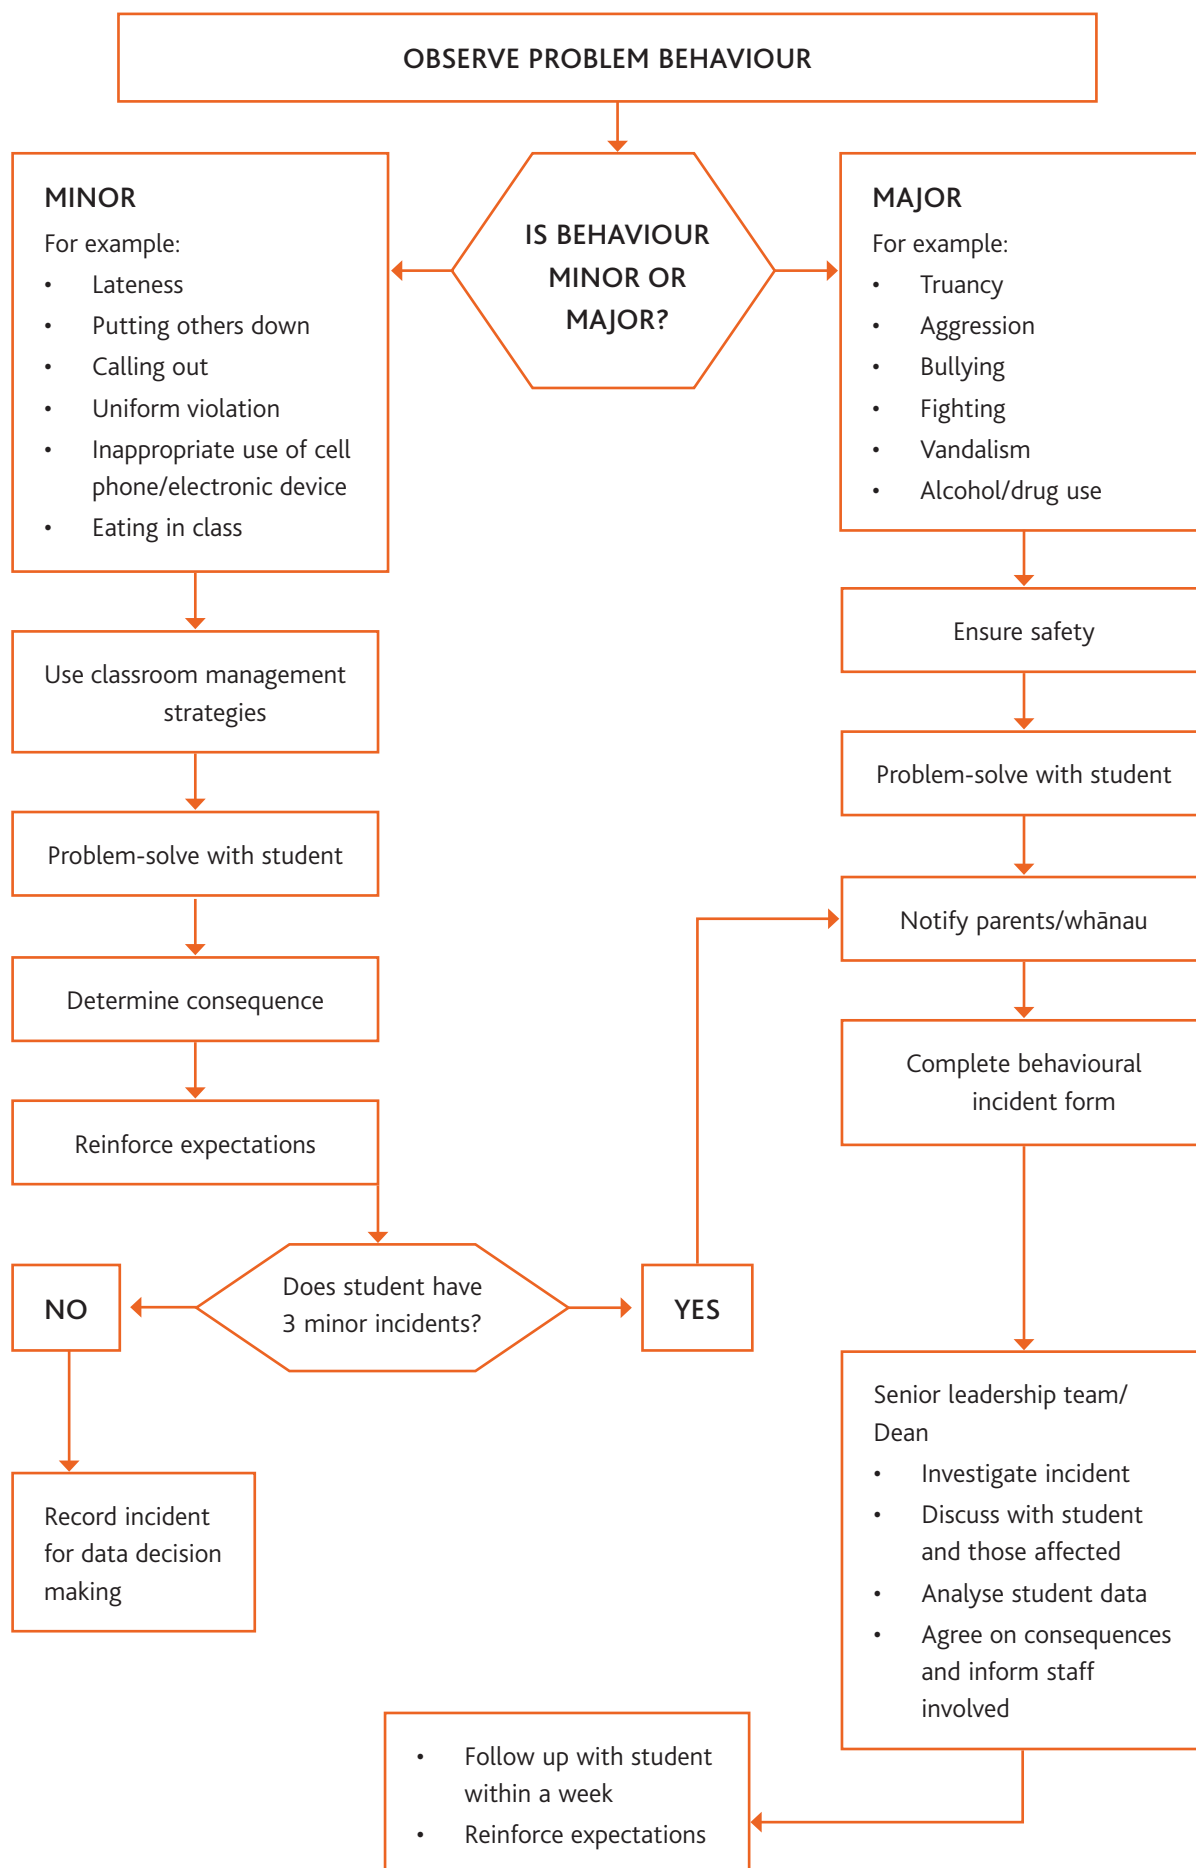 OBSERVE PROBLEM BEHAVIOUR
IS BEHAVIOUR
MINOR OR
MAJOR?
MINOR
For example:
• Lateness
• Putting others down
• Calling out
• Uniform violation
• Inappropriate use of cell
phone/electronic device
• Eating in class
Use classroom management
strategies
Problem-solve with student
Determine consequence
Reinforce expectations
Does student have
3 minor incidents?
NO
YES
Record incident
for data decision
making
MAJOR
For example:
• Truancy
• Aggression
• Bullying
• Fighting
• Vandalism
• Alcohol/drug use
Ensure safety
Problem-solve with student
Notify parents/whānau
Complete behavioural
incident form
Senior leadership team/
Dean
• Investigate incident
• Discuss with student
and those affected
• Analyse student data
• Agree on consequences
and inform staff
involved
• Follow up with student
within a week
• Reinforce expectations